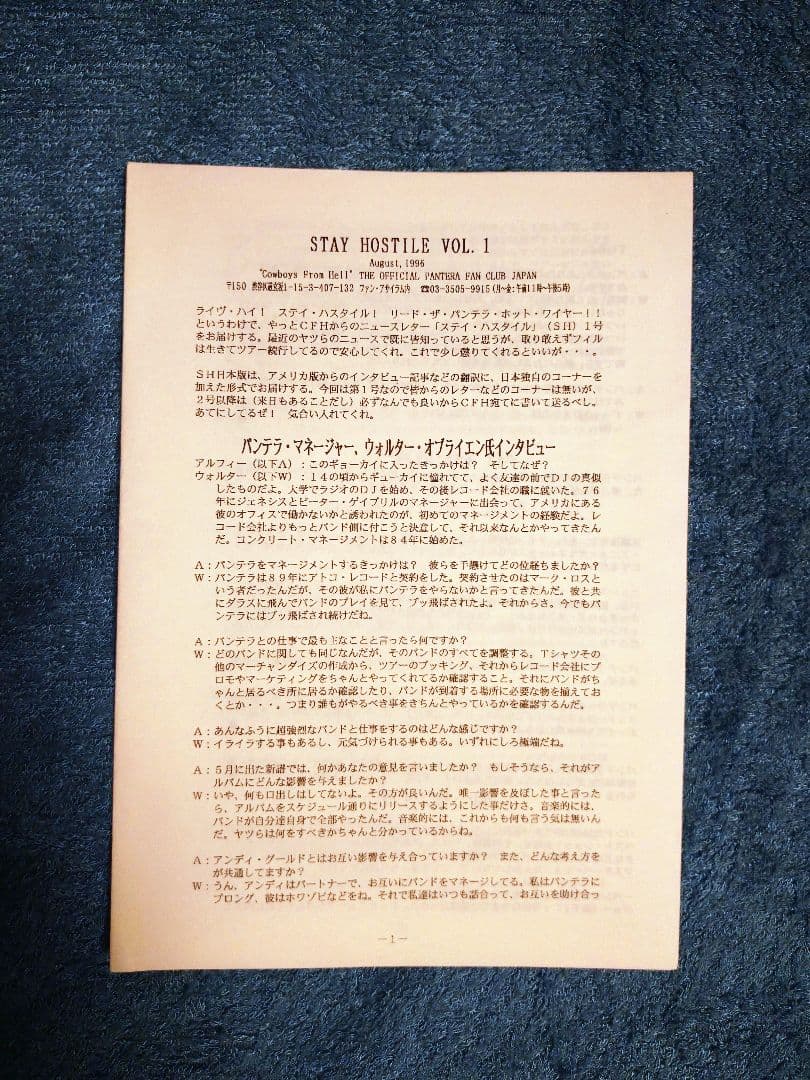 STAY HOSTILE VOL. 1
August, 1996
"Cowboys From Hell" THE OFFICIAL PANTERA FAN CLUB JAPAN
〒150 渋谷区道玄坂1-15-3-407-132 ファン・アサイラム内 ☎03-3505-9915(月～金:午前11時～午後5時)
ライヴ・ハイ! ステイ・ハスタイル! リード・ザ・パンテラ・ホット・ワイヤー!!
というわけで、やっとCFHからのニュースレター「ステイ・ハスタイル」(SH)1号
をお届けする。最近のヤツらのニュースで既に皆知っていると思うが、取り敢えずフィル
は生きてツアー続行してるので安心してくれ。これで少し懲りてくれるといいが・・・。
SH日本版は、アメリカ版からのインタビュー記事などの翻訳に、日本独自のコーナーを
加えた形式でお届けする。今回は第1号なので皆からのレターなどのコーナーは無いが、
2号以降は(来日もあることだし)必ずなんでも良いからCFH宛てに書いて送るべし。
あてにしてるぜ! 気合い入れてくれ。
パンテラ・マネージャー、ウォルター・オブライエン氏インタビュー
アルフィー(以下A):このギョーカイに入ったきっかけは? そしてなぜ?
ウォルター(以下W):14の頃からギョーカイに憧れてて、よく友達の前でDJの真似
したものだよ。大学でラジオのDJを始め、その後レコード会社の職に就いた。76
年にジェネシスとピーター・ゲイブリルのマネージャーに出会って、アメリカにある
彼のオフィスで働かないかと誘われたのが、初めてのマネージメントの経験だよ。レ
コード会社よりもっとバンド側に付こうと決意して、それ以来なんとかやってきたん
だ。コンクリート・マネージメントは84年に始めた。
A:パンテラをマネージメントするきっかけは? 彼らを手懸けてどの位経ちましたか?
W:パンテラは89年にアトコ・レコードと契約をした。契約させたのはマーク・ロスと
いう者だったんだが、その彼が私にパンテラをやらないかと言ってきたんだ。彼と共
にダラスに飛んでバンドのプレイを見て、ブッ飛ばされたよ。それからさ。今でもパ
ンテラにはブッ飛ばされ続けだね。
A:パンテラとの仕事で最も主なことと言ったら何ですか?
W:どのバンドに関しても同じなんだが、そのバンドのすべてを調整する。Tシャツその
他のマーチャンダイズの作成から、ツアーのブッキング、それからレコード会社にプ
ロモやマーケティングをちゃんとやってくれてるか確認すること。それにバンドがち
ゃんと居るべき所に居るか確認したり、バンドが到着する場所に必要な物を揃えてお
くとか・・・。つまり誰もがやるべき事をきちんとやっているかを確認するんだ。
A:あんなふうに超強烈なバンドと仕事をするのはどんな感じですか?
W:イライラする事もあるし、元気づけられる事もある。いずれにしろ極端だね。
A:5月に出た新譜では、何かあなたの意見を言いましたか? もしそうなら、それがア
ルバムにどんな影響を与えましたか?
W:いや、何も口出しはしてないよ。その方が良いんだ。唯一影響を及ぼした事と言った
ら、アルバムをスケジュール通りにリリースするようにした事だけさ。音楽的には、
バンドが自分達自身で全部やったんだ。音楽的には、これからも何も言う気は無いん
だ。ヤツらは何をすべきかちゃんと分かっているからね。
A:アンディ・グールドとはお互い影響を与え合っていますか? また、どんな考え方を
が共通してますか?
W:うん、アンディはパートナーで、お互いにバンドをマネージしてる。私はパンテラに
プロング、彼はホワゾビなどをね。それで私達はいつも話合って、お互いを助け合っ
—1—